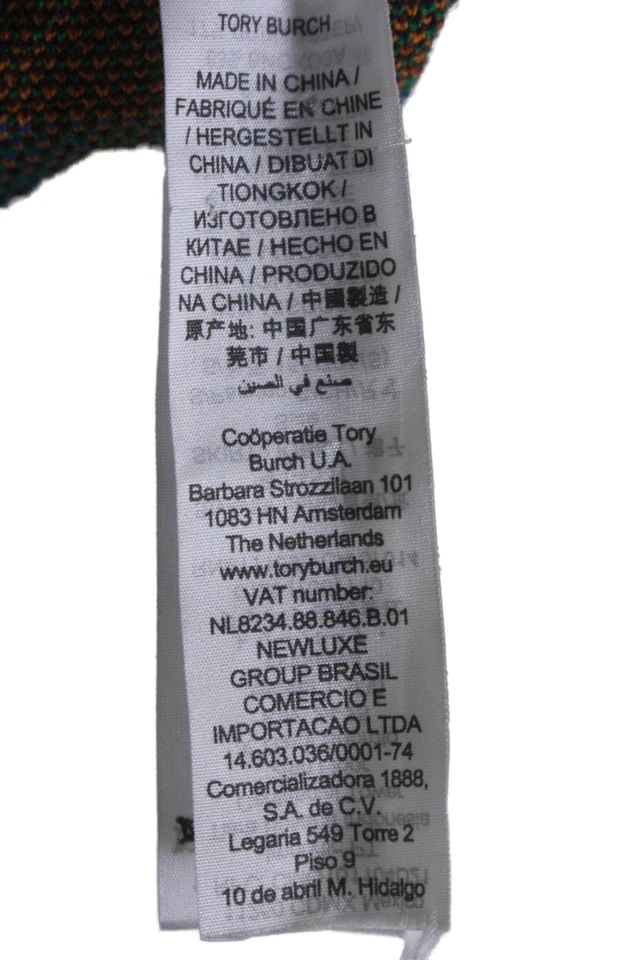 TORY BURCH
MADE IN CHINA /
FABRIQUÉ EN CHINE
/ HERGESTELLT IN
CHINA / DIBUAT DI
TIONGKOK /
ИЗГОТОВЛЕНО В
КИТАЕ / HECHO EN
CHINA / PRODUZIDO
NA CHINA / 中國製造 /
原产地: 中国广东省东
莞市 / 中国製
صنع في الصين
Coöperatie Tory
Burch U.A.
Barbara Strozzilaan 101
1083 HN Amsterdam
The Netherlands
www.toryburch.eu
VAT number:
NL8234.88.846.B.01
NEWLUXE
GROUP BRASIL
COMERCIO E
IMPORTACAO LTDA
14.603.036/0001-74
Comercializadora 1888,
S.A. de C.V.
Legaria 549 Torre 2
Piso 9
10 de abril M. Hidalgo